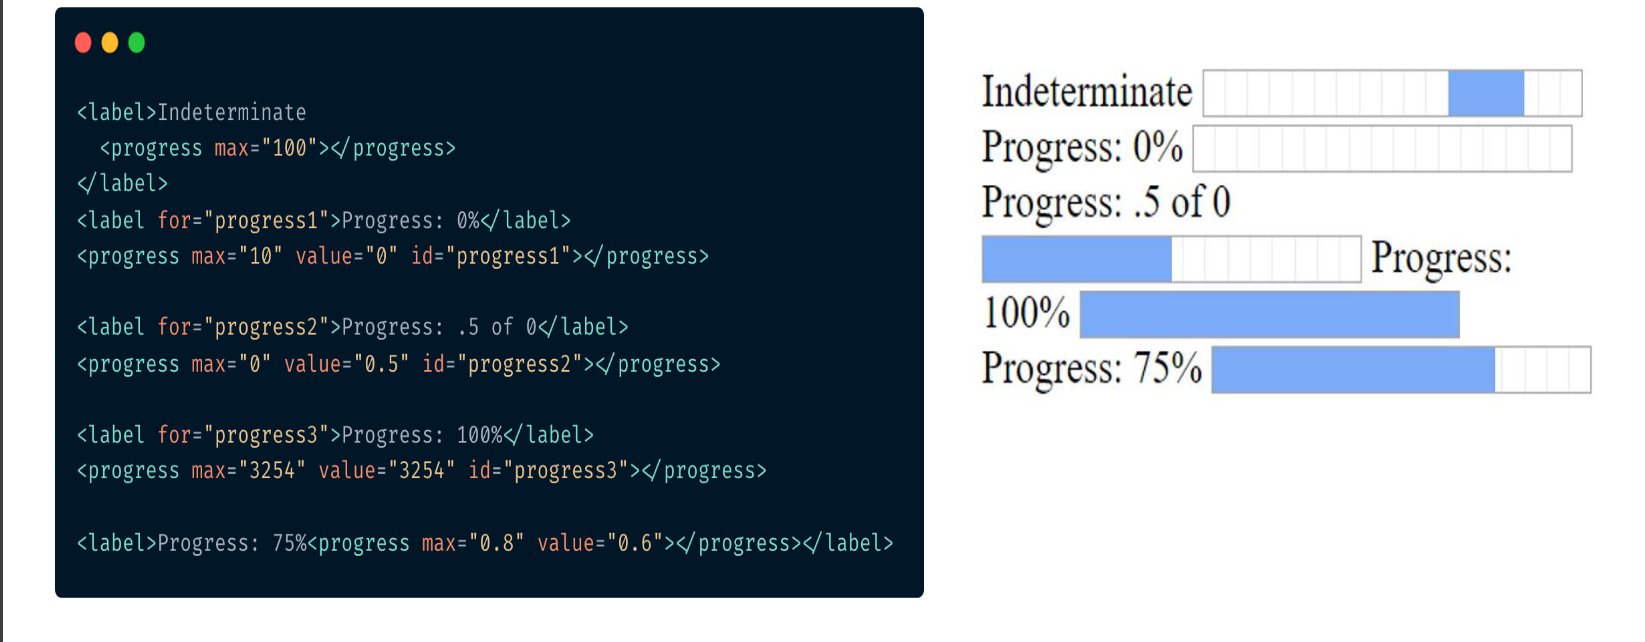 <label>Indeterminate
  <progress max="100"></progress>
</label>
<label for="progress1">Progress: 0%</label>
<progress max="10" value="0" id="progress1"></progress>
<label for="progress2">Progress: .5 of 0</label>
<progress max="0" value="0.5" id="progress2"></progress>
<label for="progress3">Progress: 100%</label>
<progress max="3254" value="3254" id="progress3"></progress>
<label>Progress: 75%<progress max="0.8" value="0.6"></progress></label>
Indeterminate
Progress: 0%
Progress: .5 of 0
Progress:
100%
Progress: 75%